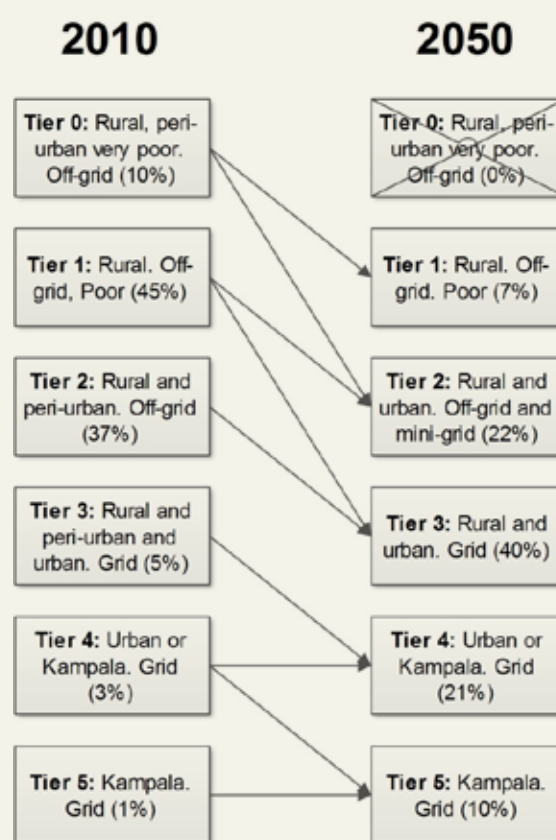 2010
2050
Tier 0: Rural, peri-
urban very poor.
Off-grid (10%)
Tier 0: Rural, peri-
urban very poor.
Off-grid (0%)
Tier 1: Rural. Off-
grid, Poor (45%)
Tier 1: Rural. Off-
grid. Poor (7%)
Tier 2: Rural and
peri-urban. Off-grid
(37%)
Tier 2: Rural and
urban. Off-grid and
mini-grid (22%)
Tier 3: Rural and
peri-urban and
urban. Grid (5%)
Tier 3: Rural and
urban. Grid (40%)
Tier 4: Urban or
Kampala. Grid
(3%)
Tier 4: Urban or
Kampala. Grid
(21%)
Tier 5: Kampala.
Grid (1%)
Tier 5: Kampala.
Grid (10%)